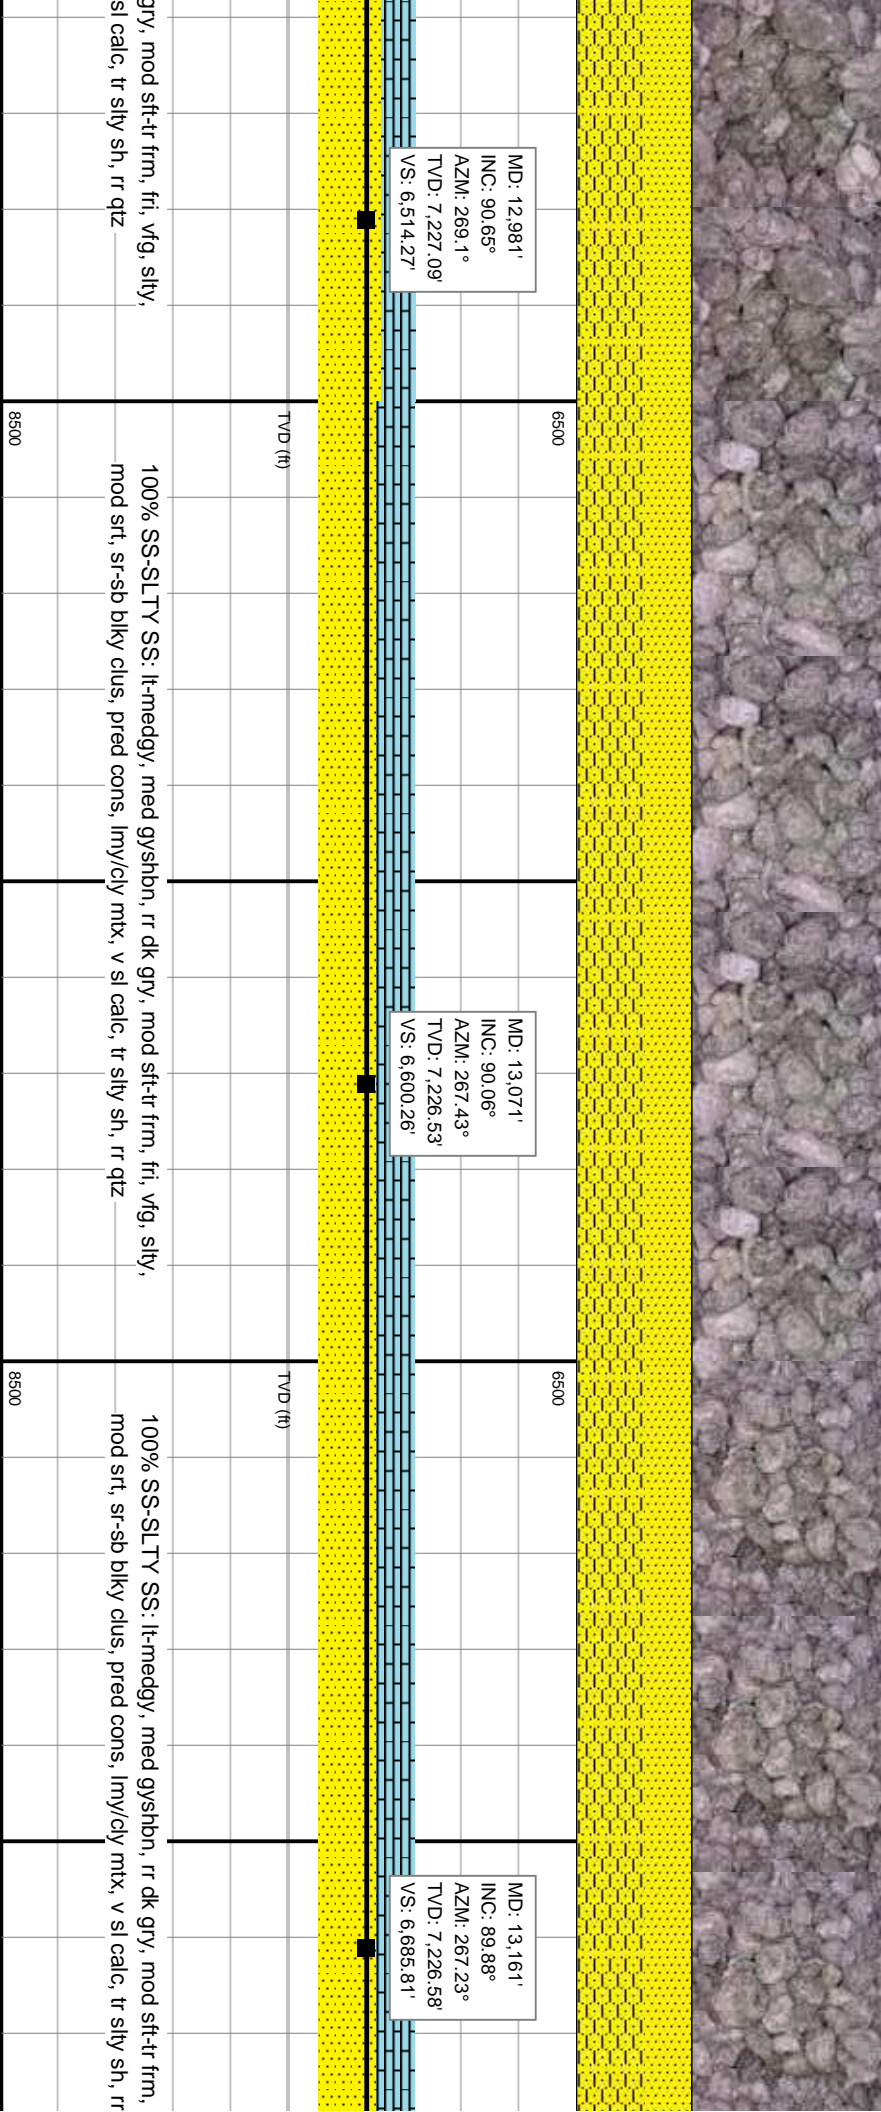 gry, mod sft-tr frm, fri, vfg, slty,
sl calc, tr slty sh, rr qtz
MD: 12,981'
INC: 90.65°
AZM: 269.1°
TVD: 7,227.09'
VS: 6,514.27'
6500
TVD (ft)
8500
100% SS-SLTY SS: lt-medgy, med gyshbn, rr dk gry, mod sft-tr frm, fri, vfg, slty,
mod srt, sr-sb blky clus, pred cons, lmy/cly mtx, v sl calc, tr slty sh, rr qtz
MD: 13,071'
INC: 90.06°
AZM: 267.43°
TVD: 7,226.53'
VS: 6,600.26'
6500
TVD (ft)
8500
100% SS-SLTY SS: lt-medgy, med gyshbn, rr dk gry, mod sft-tr frm,
mod srt, sr-sb blky clus, pred cons, lmy/cly mtx, v sl calc, tr slty sh, rr
MD: 13,161'
INC: 89.88°
AZM: 267.23°
TVD: 7,226.58'
VS: 6,685.81'